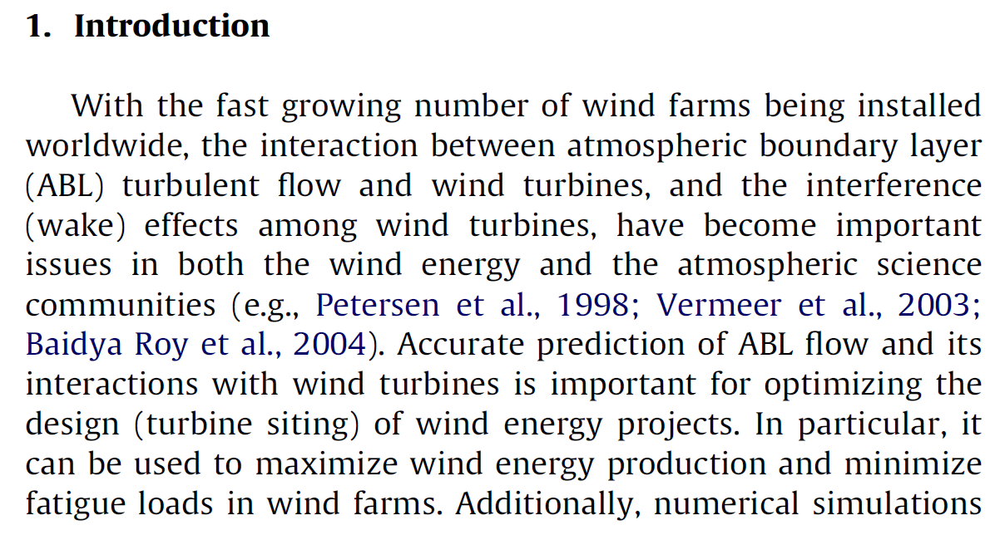 1. Introduction
With the fast growing number of wind farms being installed
worldwide, the interaction between atmospheric boundary layer
(ABL) turbulent flow and wind turbines, and the interference
(wake) effects among wind turbines, have become important
issues in both the wind energy and the atmospheric science
communities (e.g., Petersen et al., 1998; Vermeer et al., 2003;
Baidya Roy et al., 2004). Accurate prediction of ABL flow and its
interactions with wind turbines is important for optimizing the
design (turbine siting) of wind energy projects. In particular, it
can be used to maximize wind energy production and minimize
fatigue loads in wind farms. Additionally, numerical simulations